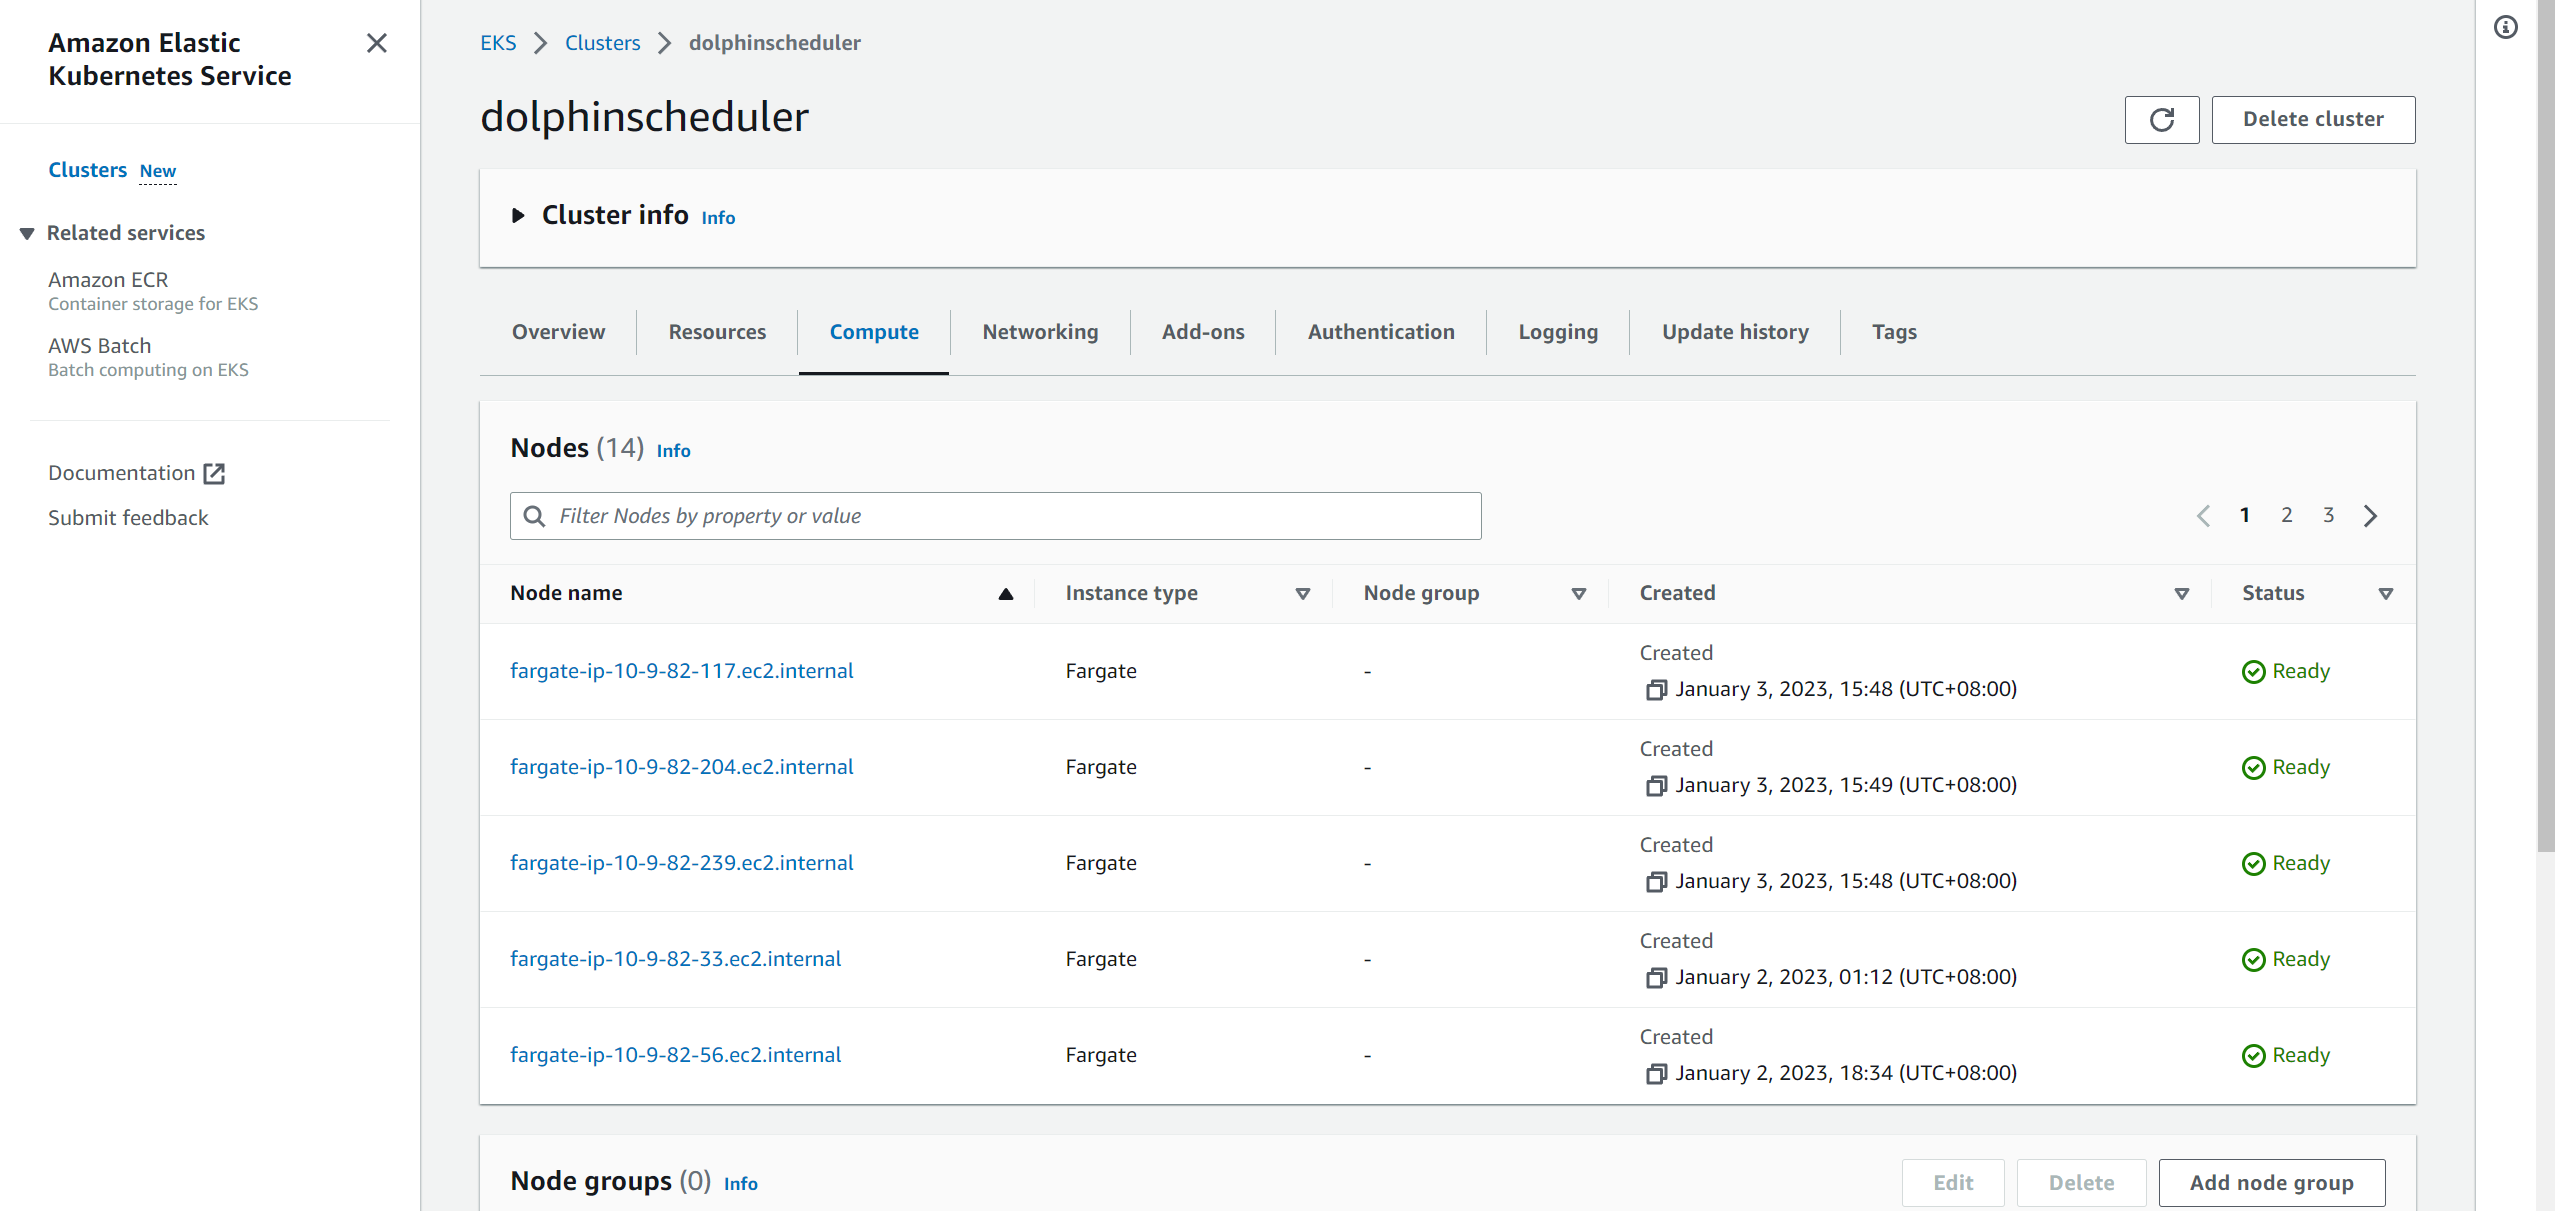 Amazon Elastic
Kubernetes Service
Clusters New
Related services
Amazon ECR
Container storage for EKS
AWS Batch
Batch computing on EKS
Documentation
Submit feedback
EKS Clusters dolphinscheduler
dolphinscheduler
Delete cluster
Cluster info Info
Overview Resources Compute Networking Add-ons Authentication Logging Update history Tags
Nodes (14) Info
Filter Nodes by property or value
1 2 3
Node name Instance type Node group Created Status
fargate-ip-10-9-82-117.ec2.internal Fargate - Created Ready
January 3, 2023, 15:48 (UTC+08:00)
fargate-ip-10-9-82-204.ec2.internal Fargate - Created Ready
January 3, 2023, 15:49 (UTC+08:00)
fargate-ip-10-9-82-239.ec2.internal Fargate - Created Ready
January 3, 2023, 15:48 (UTC+08:00)
fargate-ip-10-9-82-33.ec2.internal Fargate - Created Ready
January 2, 2023, 01:12 (UTC+08:00)
fargate-ip-10-9-82-56.ec2.internal Fargate - Created Ready
January 2, 2023, 18:34 (UTC+08:00)
Node groups (0) Info
Edit Delete Add node group